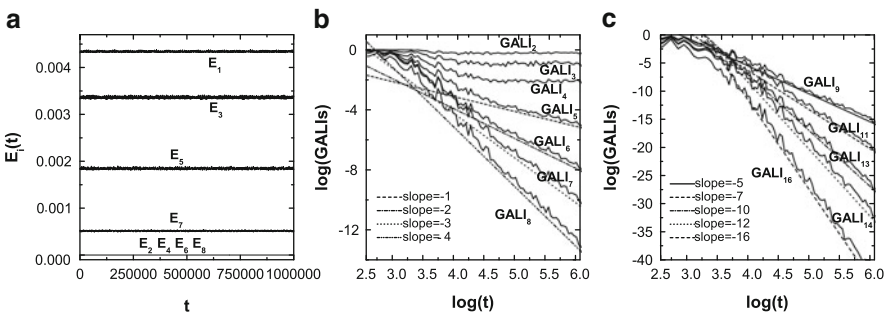 a
E1
E3
E5
E7
E2 E4 E6 E8
0.004
0.003
0.002
0.001
0.000
Ei(t)
0 250000 500000 750000 1000000
t
b
GALI2
GALI3
GALI4
GALI5
GALI6
GALI7
GALI8
slope=-1
slope=-2
slope=-3
slope=- 4
0
-4
-8
-12
log(GALIs)
2.5 3.0 3.5 4.0 4.5 5.0 5.5 6.0
log(t)
c
GALI9
GALI11
GALI13
GALI14
GALI16
slope=-5
slope=-7
slope=-10
slope=-12
slope=-16
0
-5
-10
-15
-20
-25
-30
-35
-40
log(GALIs)
2.5 3.0 3.5 4.0 4.5 5.0 5.5 6.0
log(t)